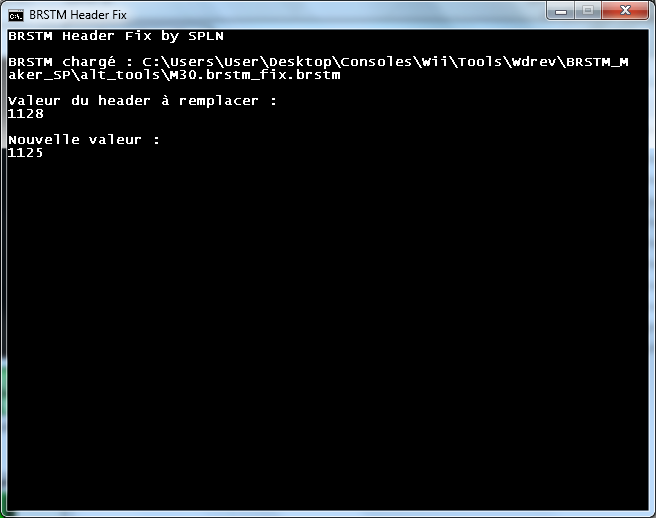 BRSTM Header Fix
BRSTM Header Fix by SPLN
BRSTM chargé : C:\Users\User\Desktop\Consoles\Wii\Tools\Wdrev\BRSTM_M
aker_SP\alt_tools\M30.brstm_fix.brstm
Valeur du header à remplacer :
1128
Nouvelle valeur :
1125